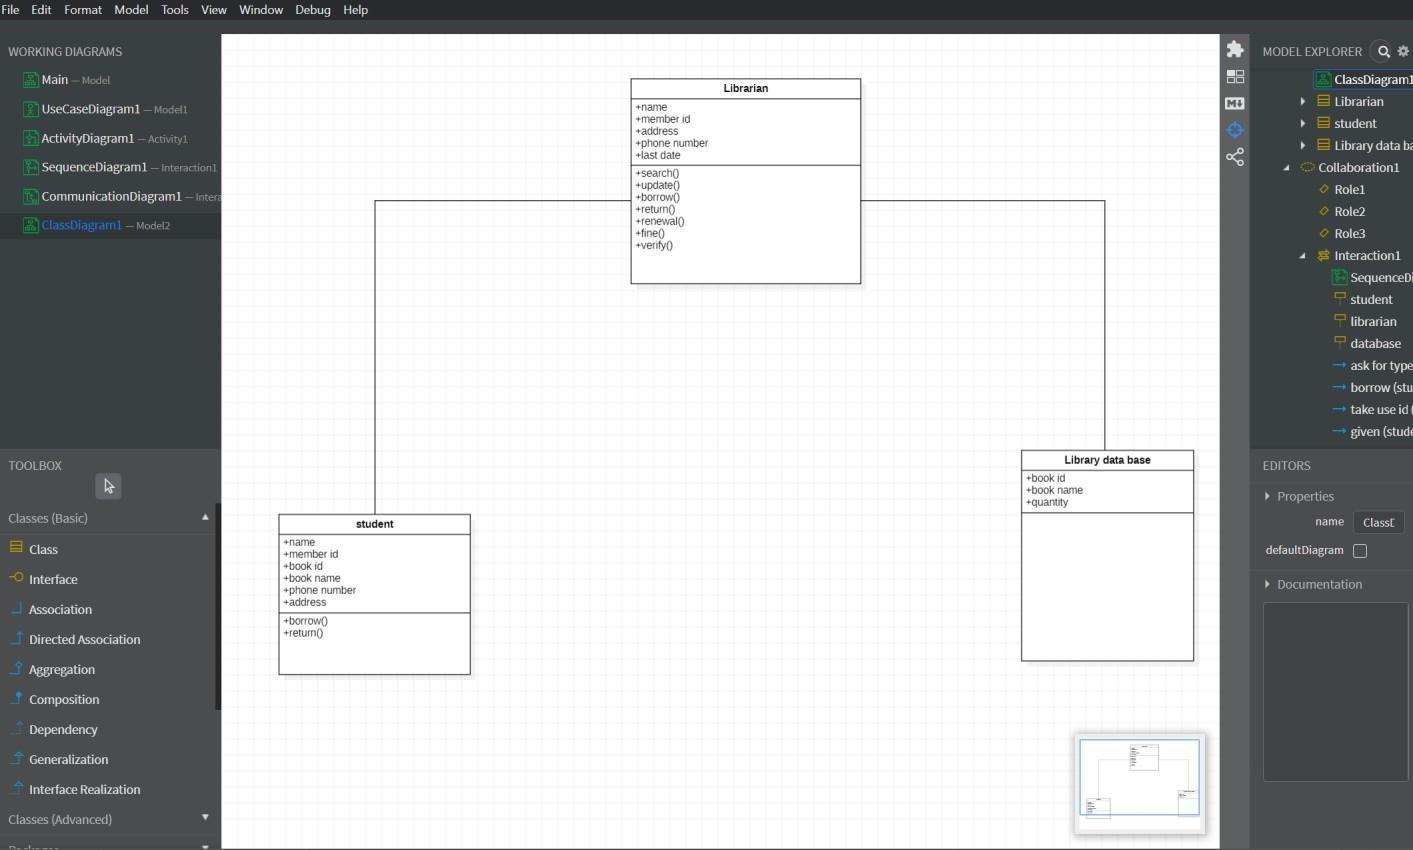 File Edit Format Model Tools View Window Debug Help
WORKING DIAGRAMS
Main — Model
UseCaseDiagram1 — Model1
ActivityDiagram1 — Activity1
SequenceDiagram1 — Interaction1
CommunicationDiagram1 — Intera
ClassDiagram1 — Model2
TOOLBOX
Classes (Basic)
Class
Interface
Association
Directed Association
Aggregation
Composition
Dependency
Generalization
Interface Realization
Classes (Advanced)
Librarian
+name
+member id
+address
+phone number
+last date
+search()
+update()
+borrow()
+return()
+renewal()
+fine()
+verify()
student
+name
+member id
+book id
+book name
+phone number
+address
+borrow()
+return()
Library data base
+book id
+book name
+quantity
MODEL EXPLORER
ClassDiagram1
Librarian
student
Library data ba
Collaboration1
Role1
Role2
Role3
Interaction1
SequenceDi
student
librarian
database
ask for type
borrow (stu
take use id (
given (stude
EDITORS
Properties
name ClassD
defaultDiagram
Documentation